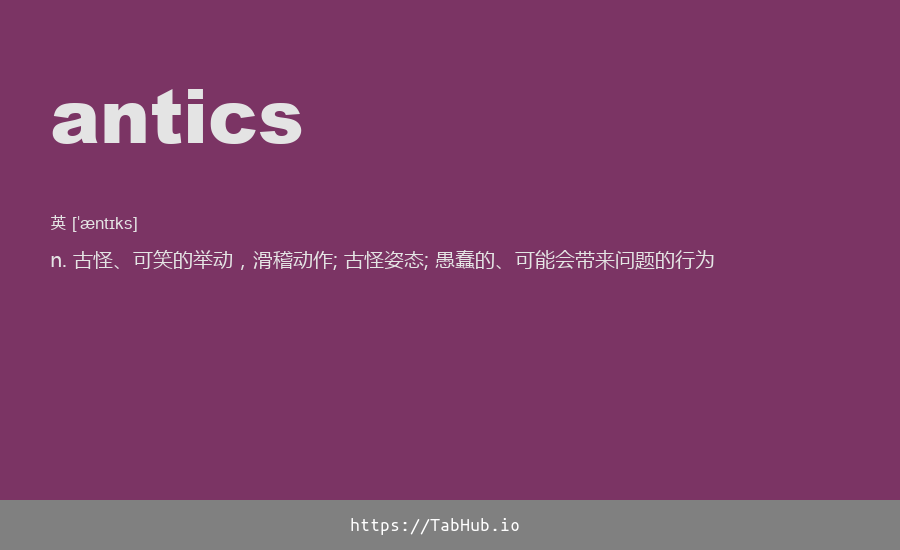 antics
英 [ˈæntɪks]
n. 古怪、可笑的举动，滑稽动作; 古怪姿态; 愚蠢的、可能会带来问题的行为
https://TabHub.io